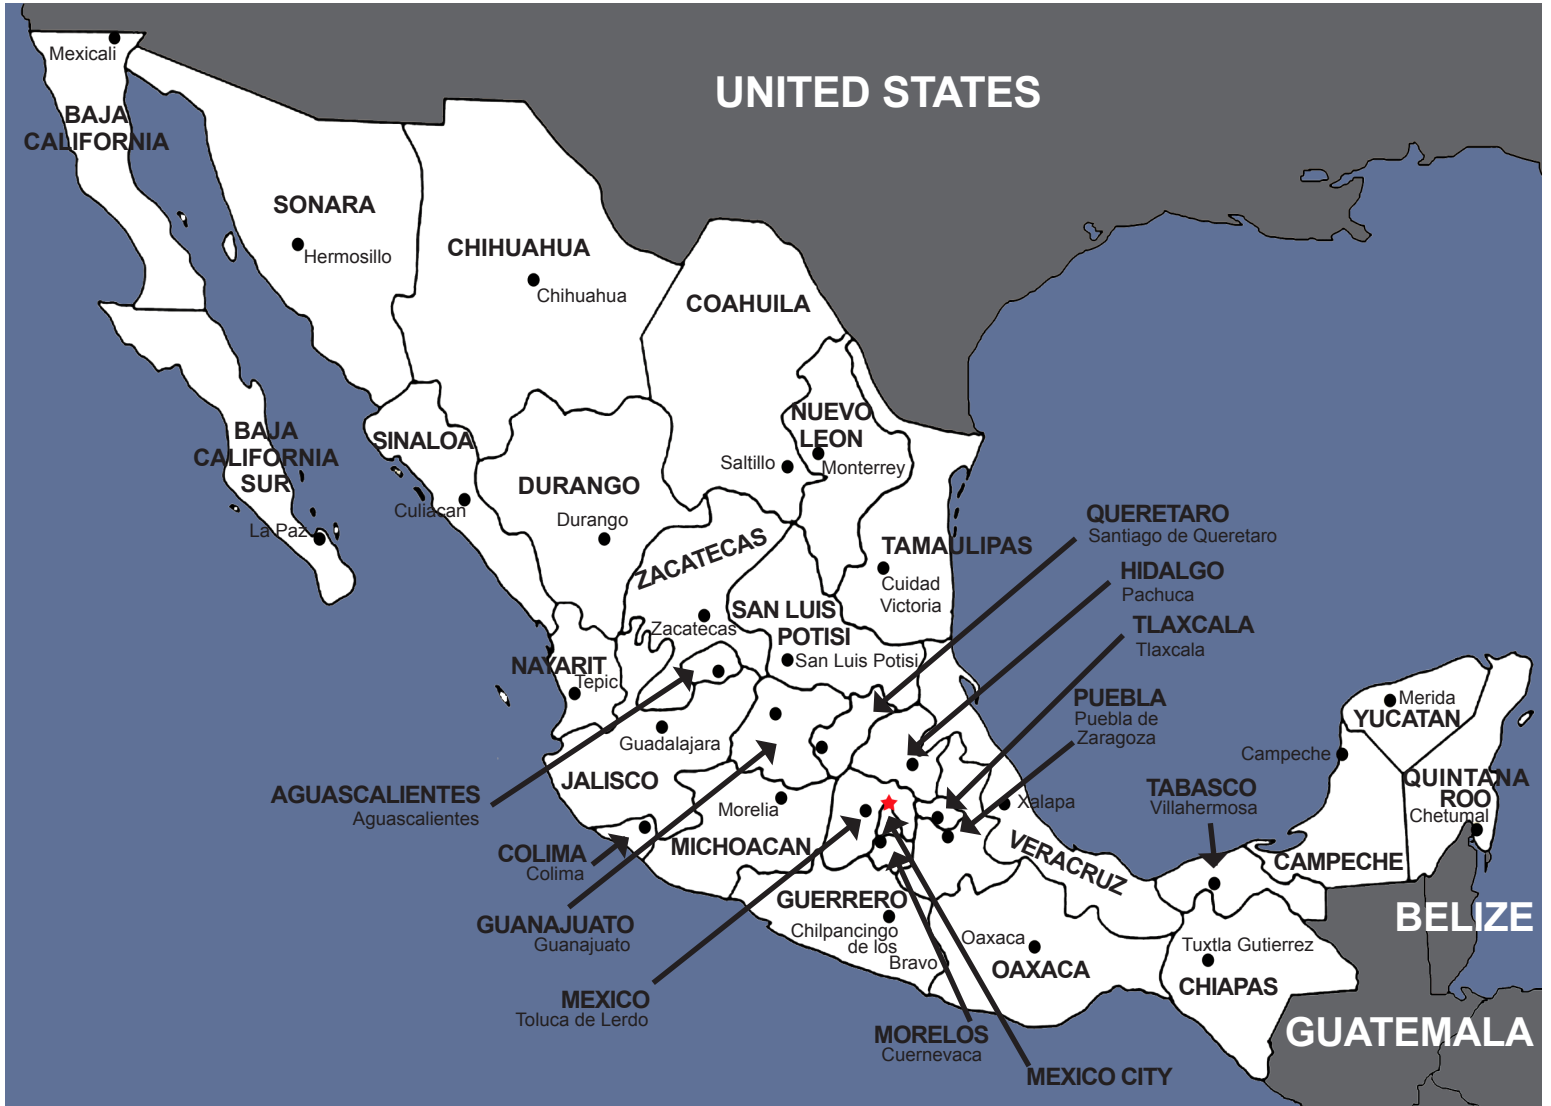 UNITED STATES
Mexicali
BAJA
CALIFORNIA
SONARA
Hermosillo
CHIHUAHUA
Chihuahua
COAHUILA
NUEVO
LEON
Monterrey
Saltillo
BAJA
CALIFORNIA
SUR
La Paz
SINALOA
Culiacan
DURANGO
Durango
ZACATECAS
Zacatecas
TAMAULIPAS
Cuidad
Victoria
SAN LUIS
POTISI
San Luis Potisi
QUERETARO
Santiago de Queretaro
HIDALGO
Pachuca
TLAXCALA
Tlaxcala
PUEBLA
Puebla de
Zaragoza
NAYARIT
Tepic
Guadalajara
JALISCO
AGUASCALIENTES
Aguascalientes
COLIMA
Colima
GUANAJUATO
Guanajuato
MEXICO
Toluca de Lerdo
Morelia
MICHOACAN
GUERRERO
Chilpancingo
de los
Bravo
MORELOS
Cuernevaca
MEXICO CITY
Xalapa
VERACRUZ
Oaxaca
OAXACA
TABASCO
Villahermosa
Tuxtla Gutierrez
CHIAPAS
Merida
YUCATAN
Campeche
CAMPECHE
QUINTANA
ROO
Chetumal
BELIZE
GUATEMALA